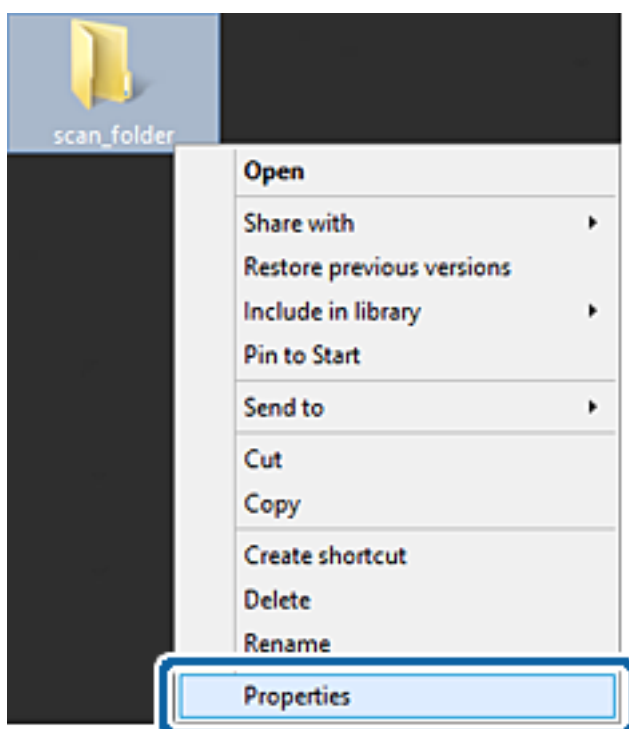 scan_folder
Open
Share with
Restore previous versions
Include in library
Pin to Start
Send to
Cut
Copy
Create shortcut
Delete
Rename
Properties